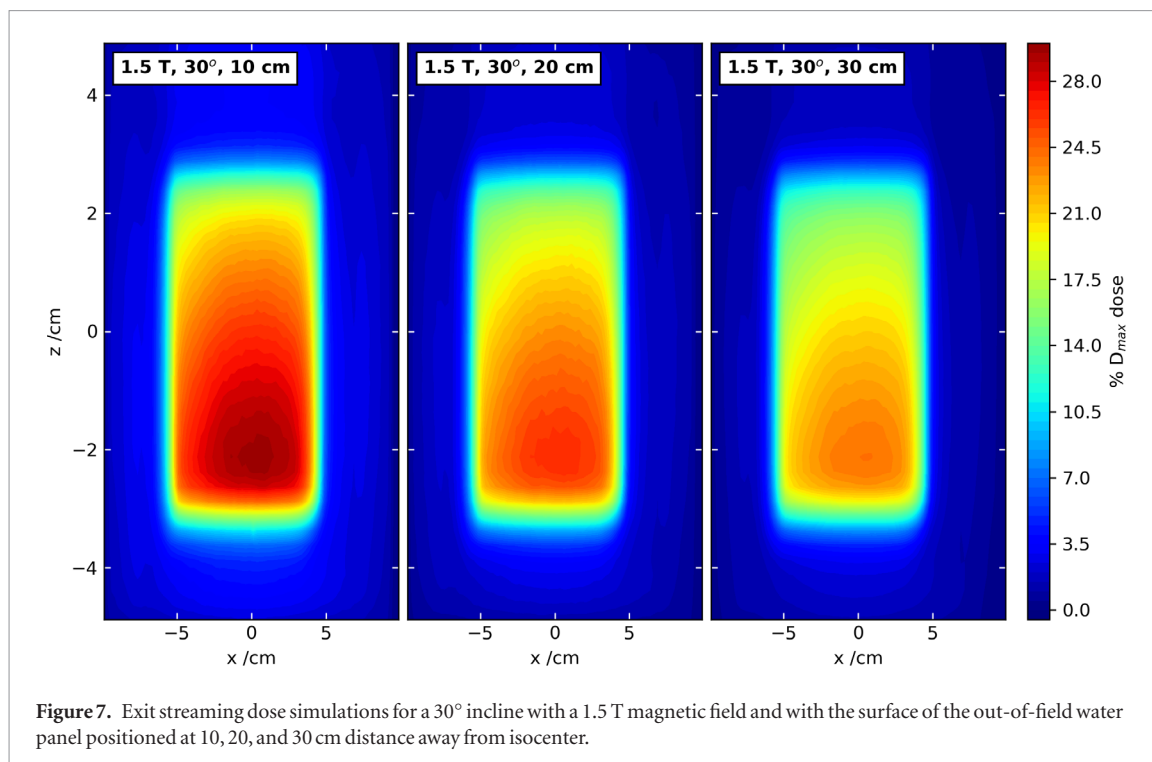 1.5 T, 30°, 10 cm
1.5 T, 30°, 20 cm
1.5 T, 30°, 30 cm
4
2
0
−2
−4
z /cm
−5 0 5
x /cm
−5 0 5
x /cm
−5 0 5
x /cm
28.0
24.5
21.0
17.5
14.0
10.5
7.0
3.5
0.0
% Dmax dose
Figure 7. Exit streaming dose simulations for a 30° incline with a 1.5 T magnetic field and with the surface of the out-of-field water
panel positioned at 10, 20, and 30 cm distance away from isocenter.